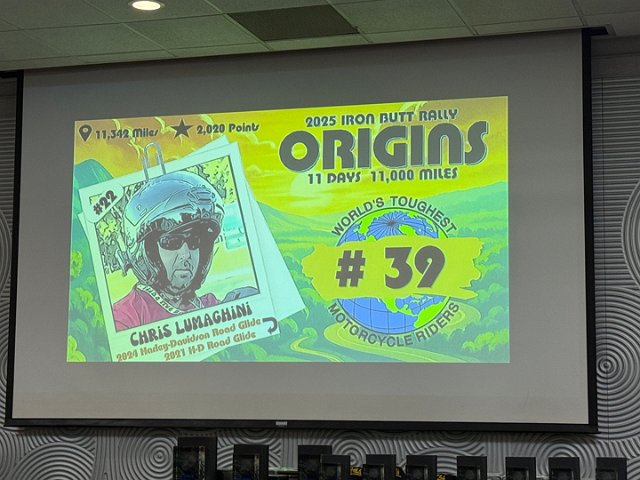 11,342 Miles
2,020 Points
2025 IRON BUTT RALLY
ORIGINS
11 DAYS 11,000 MILES
#22
CHRIS LUMAGHINI
2024 Harley-Davidson Road Glide
2021 H-D Road Glide
WORLD'S TOUGHEST
# 39
MOTORCYCLE RIDERS